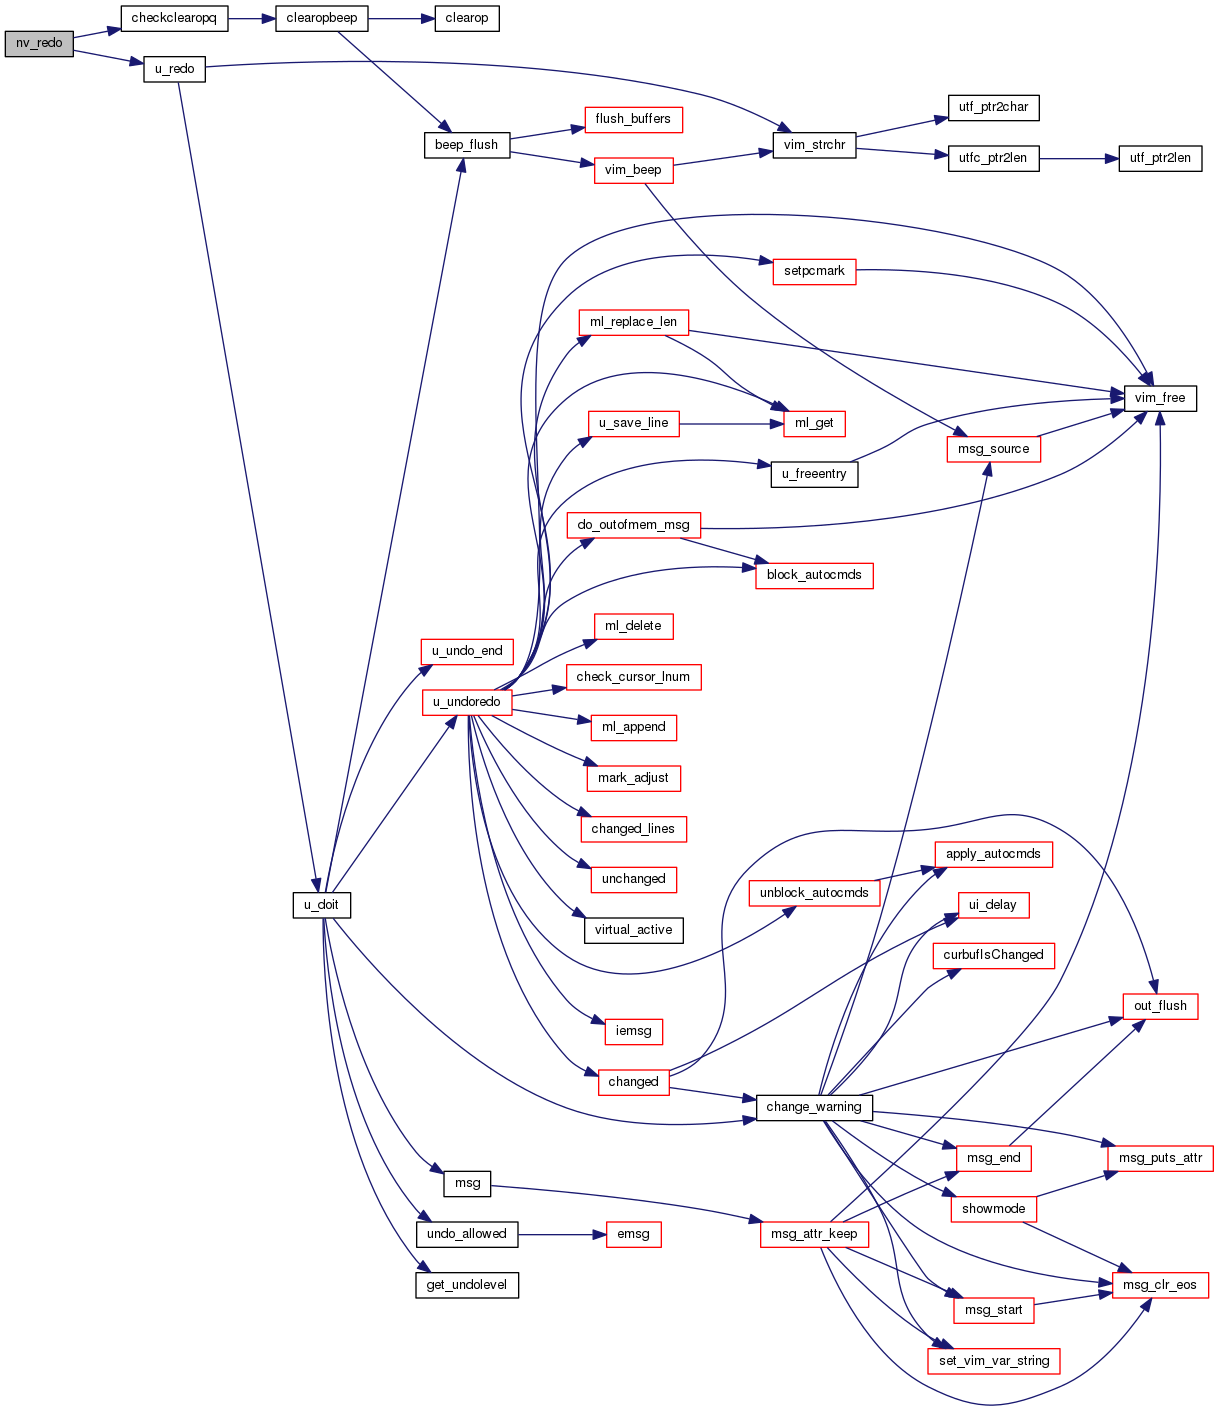 checkclearopq
clearopbeep
clearop
nv_redo
u_redo
utf_ptr2char
flush_buffers
beep_flush
vim_strchr
utfc_ptr2len
utf_ptr2len
vim_beep
setpcmark
ml_replace_len
vim_free
u_save_line
ml_get
msg_source
u_freeentry
do_outofmem_msg
block_autocmds
ml_delete
u_undo_end
check_cursor_lnum
u_undoredo
ml_append
mark_adjust
changed_lines
apply_autocmds
unchanged
unblock_autocmds
u_doit
ui_delay
virtual_active
curbufIsChanged
out_flush
iemsg
changed
change_warning
msg_end
msg_puts_attr
msg
showmode
undo_allowed
emsg
msg_attr_keep
get_undolevel
msg_clr_eos
msg_start
set_vim_var_string